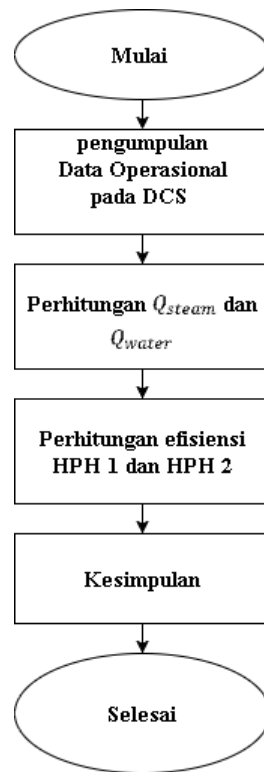 Mulai
pengumpulan
Data Operasional
pada DCS
Perhitungan Q_steam dan
Q_water
Perhitungan efisiensi
HPH 1 dan HPH 2
Kesimpulan
Selesai